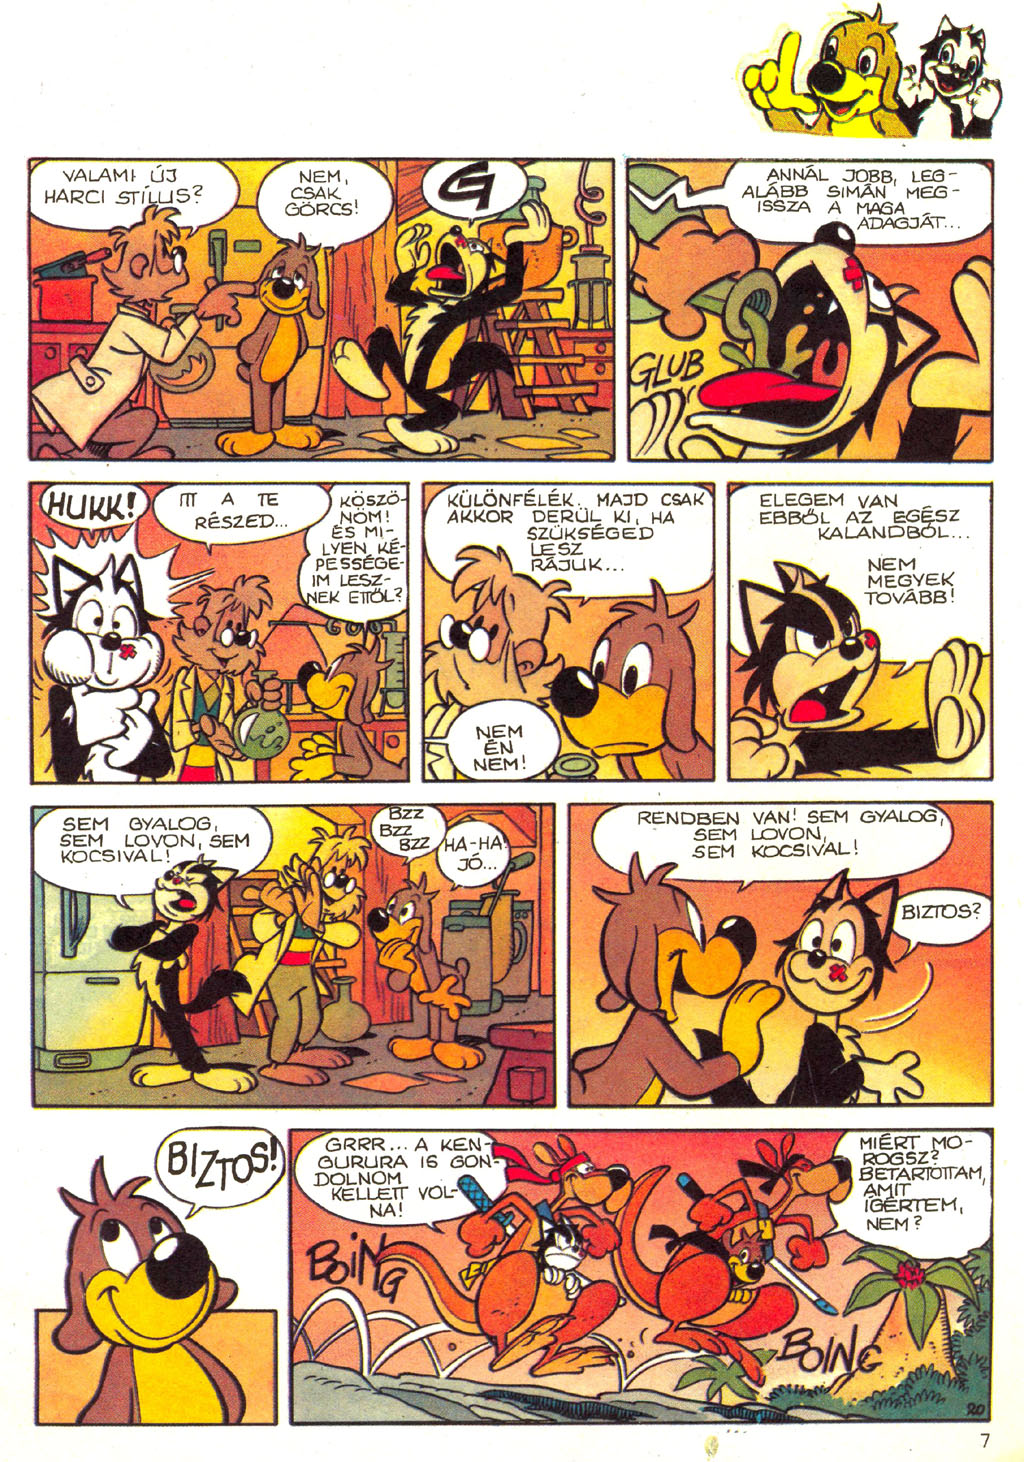 VALAMI ÚJ
HARCI STÍLUS?
NEM,
CSAK
GÖRCS!
G
ANNÁL JOBB, LEG-
ALÁBB SIMÁN MEG-
ISSZA A MAGA
ADAGJÁT...
GLUB
HUKK!
ITT A TE
RÉSZED...
KÖSZÖ-
NÖM!
ÉS MI-
LYEN KÉ-
PESSÉGE-
IM LESZ-
NEK ETTŐL?
KÜLÖNFÉLÉK. MAJD CSAK
AKKOR DERÜL KI, HA
SZÜKSÉGED
LESZ
RÁJUK...
NEM
ÉN
NEM!
ELEGEM VAN
EBBŐL AZ EGÉSZ
KALANDBÓL...
NEM
MEGYEK
TOVÁBB!
SEM GYALOG,
SEM LOVON, SEM
KOCSIVAL!
BZZ
BZZ
BZZ
HA-HA!
JÓ...
RENDBEN VAN! SEM GYALOG,
SEM LOVON,
SEM KOCSIVAL!
BIZTOS?
BIZTOS!
GRRR... A KEN-
GURURA IS GON-
DOLNOM
KELLETT VOL-
NA!
MIÉRT MO-
ROGSZ?
BETARTOTTAM,
AMIT
ÍGÉRTEM,
NEM?
BOING
BOING
20
7